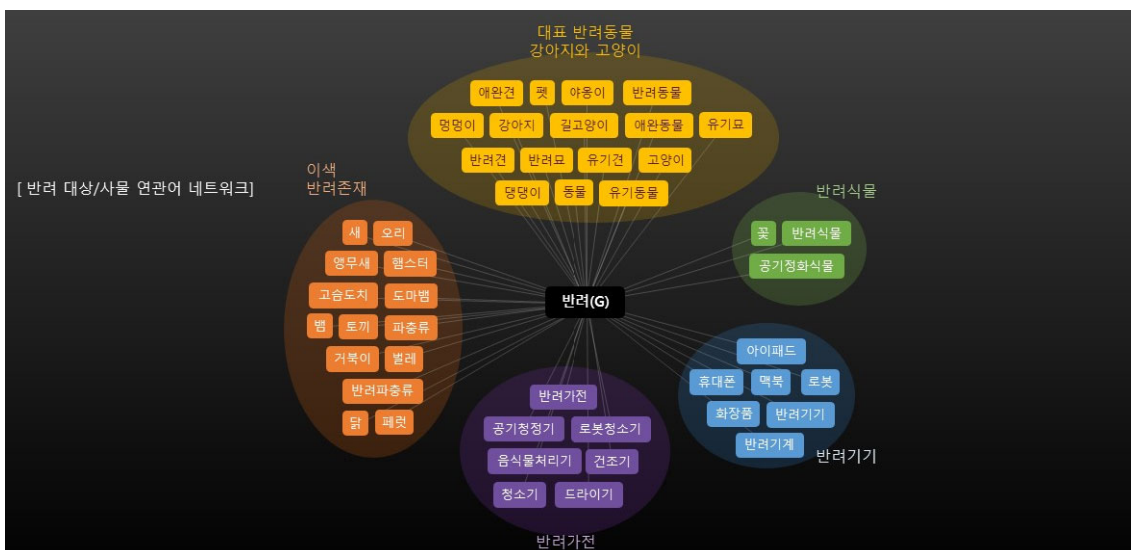 대표 반려동물
강아지와 고양이
애완견 펫 야옹이 반려동물
멍멍이 강아지 길고양이 애완동물 유기묘
반려견 반려묘 유기견 고양이
댕댕이 동물 유기동물
[ 반려 대상/사물 연관어 네트워크]
이색
반려존재
새 오리
앵무새 햄스터
고슴도치 도마뱀
뱀 토끼 파충류
거북이 벌레
반려파충류
닭 페럿
반려식물
꽃 반려식물
공기정화식물
반려(G)
아이패드
휴대폰 맥북 로봇
화장품 반려기기
반려기계
반려기기
반려가전
공기청정기 로봇청소기
음식물처리기 건조기
청소기 드라이기
반려가전